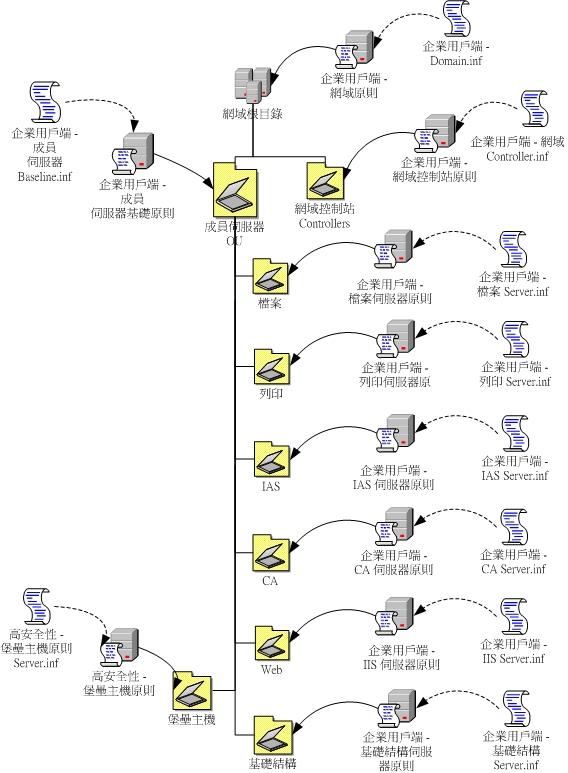 企業用戶端 -
Domain.inf
企業用戶端 -
網域原則
網域根目錄
企業用戶端 -
成員
伺服器
Baseline.inf
企業用戶端 -
成員
伺服器基礎原則
企業用戶端 - 網域
Controller.inf
企業用戶端 -
網域控制站原則
成員伺服器
OU
網域控制站
Controllers
檔案
企業用戶端 -
檔案伺服器原則
企業用戶端 -
檔案 Server.inf
列印
企業用戶端 -
列印伺服器原
企業用戶端 -
列印 Server.inf
IAS
企業用戶端 -
IAS 伺服器原則
企業用戶端 -
IAS Server.inf
CA
企業用戶端 -
CA 伺服器原則
企業用戶端 -
CA Server.inf
Web
企業用戶端 -
IIS 伺服器原則
企業用戶端 -
IIS Server.inf
高安全性 -
堡壘主機原則
Server.inf
高安全性 -
堡壘主機原則
堡壘主機
基礎結構
企業用戶端 -
基礎結構伺服
器原則
企業用戶端 -
基礎結構
Server.inf